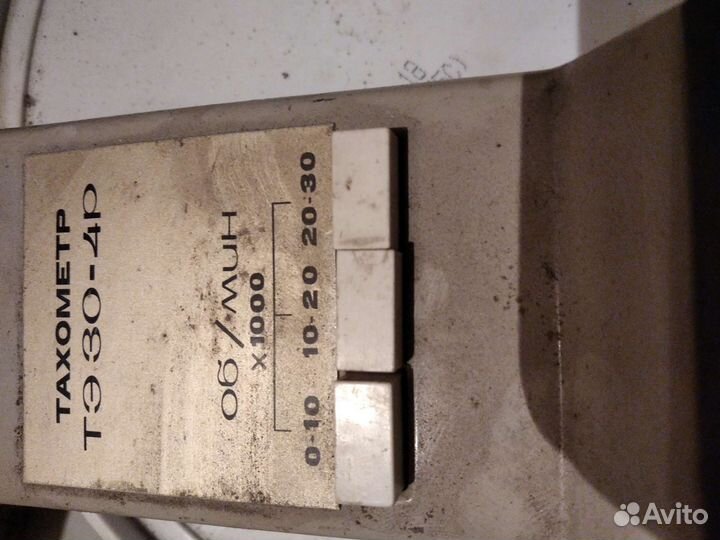 ТАХОМЕТР
ТЭ 30-4Р
об/мин
х1000
0-10 10-20 20-30
Avito